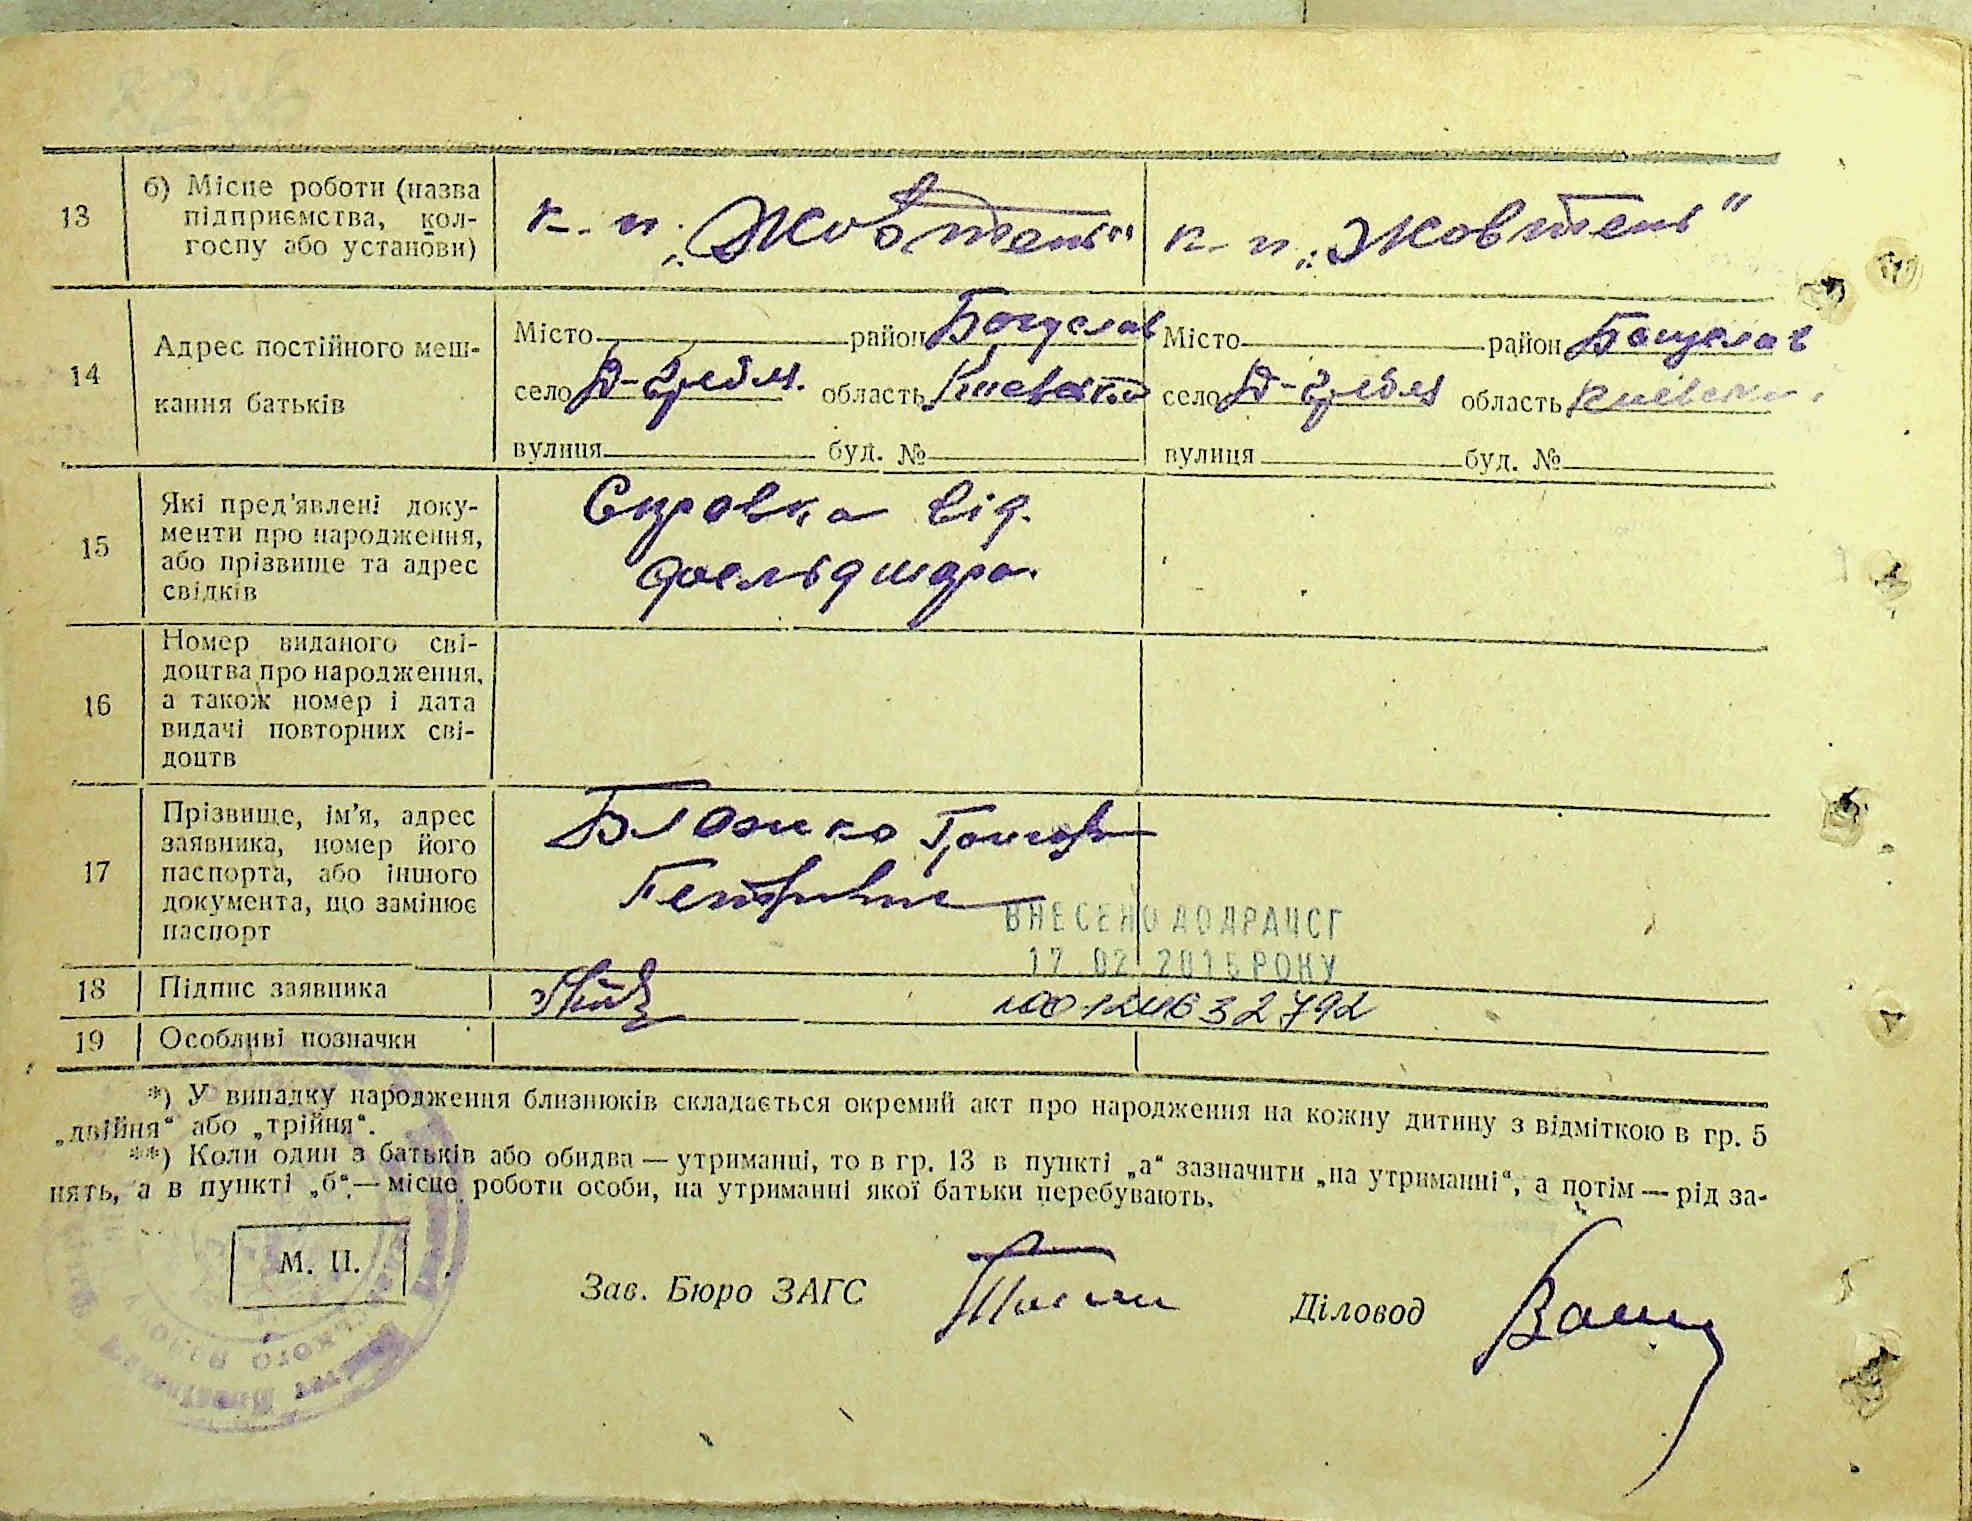 13
б) Місце роботи (назва
підприємства, кол-
госпу або установи)
к-п „Жовтень"
к-п „Жовтень"
14
Адрес постійного меш-
кання батьків
Місто район Богуслав
село область Киевская
вулиця буд. №
Місто район Богуслав
село область
вулиця буд. №
15
Які пред'явлені доку-
менти про народження,
або прізвище та адрес
свідків
Справка від
фельдшера.
16
Номер виданого сві-
доцтва про народження,
а також номер і дата
видачі повторних сві-
доцтв
17
Прізвище, ім'я, адрес
заявника, номер його
паспорта, або іншого
документа, що замінює
паспорт
ВНЕСЕНО ДО ДРАЦСГ
РОКУ
18
Підпис заявника
19
Особливі позначки
*) У випадку народження близнюків складається окремий акт про народження на кожну дитину з відміткою в гр. 5
„двійня“ або „трійня“.
**) Коли один з батьків або обидва — утриманці, то в гр. 13 в пункті „а“ зазначити „на утриманні“, а потім — рід за-
нять, а в пункті „б“ — місце роботи особи, на утриманні якої батьки перебувають.
М. П.
Зав. Бюро ЗАГС
Діловод